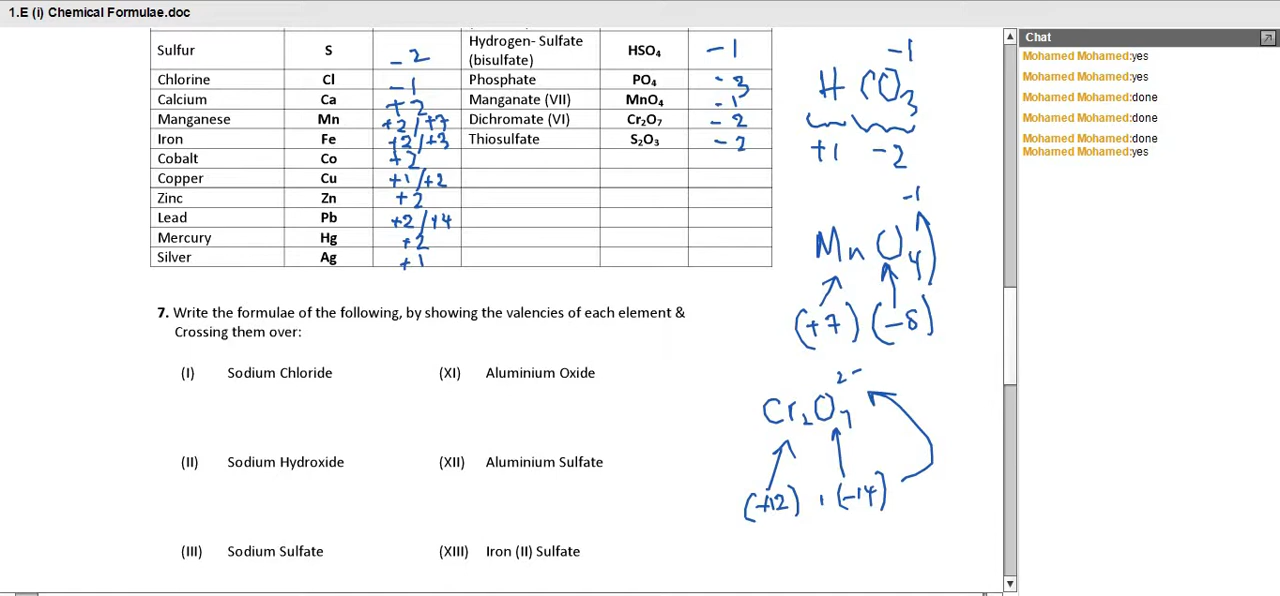 1.E (i) Chemical Formulae.doc
Sulfur S -2 Hydrogen- Sulfate (bisulfate) HSO₄ -1
Chlorine Cl -1 Phosphate PO₄ -3
Calcium Ca +2 Manganate (VII) MnO₄ -1
Manganese Mn +2/+7 Dichromate (VI) Cr₂O₇ -2
Iron Fe +2/+3 Thiosulfate S₂O₃ -2
Cobalt Co +2
Copper Cu +1/+2
Zinc Zn +2
Lead Pb +2/+4
Mercury Hg +2
Silver Ag +1
7. Write the formulae of the following, by showing the valencies of each element &
Crossing them over:
(I) Sodium Chloride (XI) Aluminium Oxide
(II) Sodium Hydroxide (XII) Aluminium Sulfate
(III) Sodium Sulfate (XIII) Iron (II) Sulfate
-1
H CO₃
+1 -2
-1
MnO₄
(+7) (-8)
2-
Cr₂O₇
(+12) , (-14)
Chat
Mohamed Mohamed:yes
Mohamed Mohamed:yes
Mohamed Mohamed:done
Mohamed Mohamed:done
Mohamed Mohamed:done
Mohamed Mohamed:yes